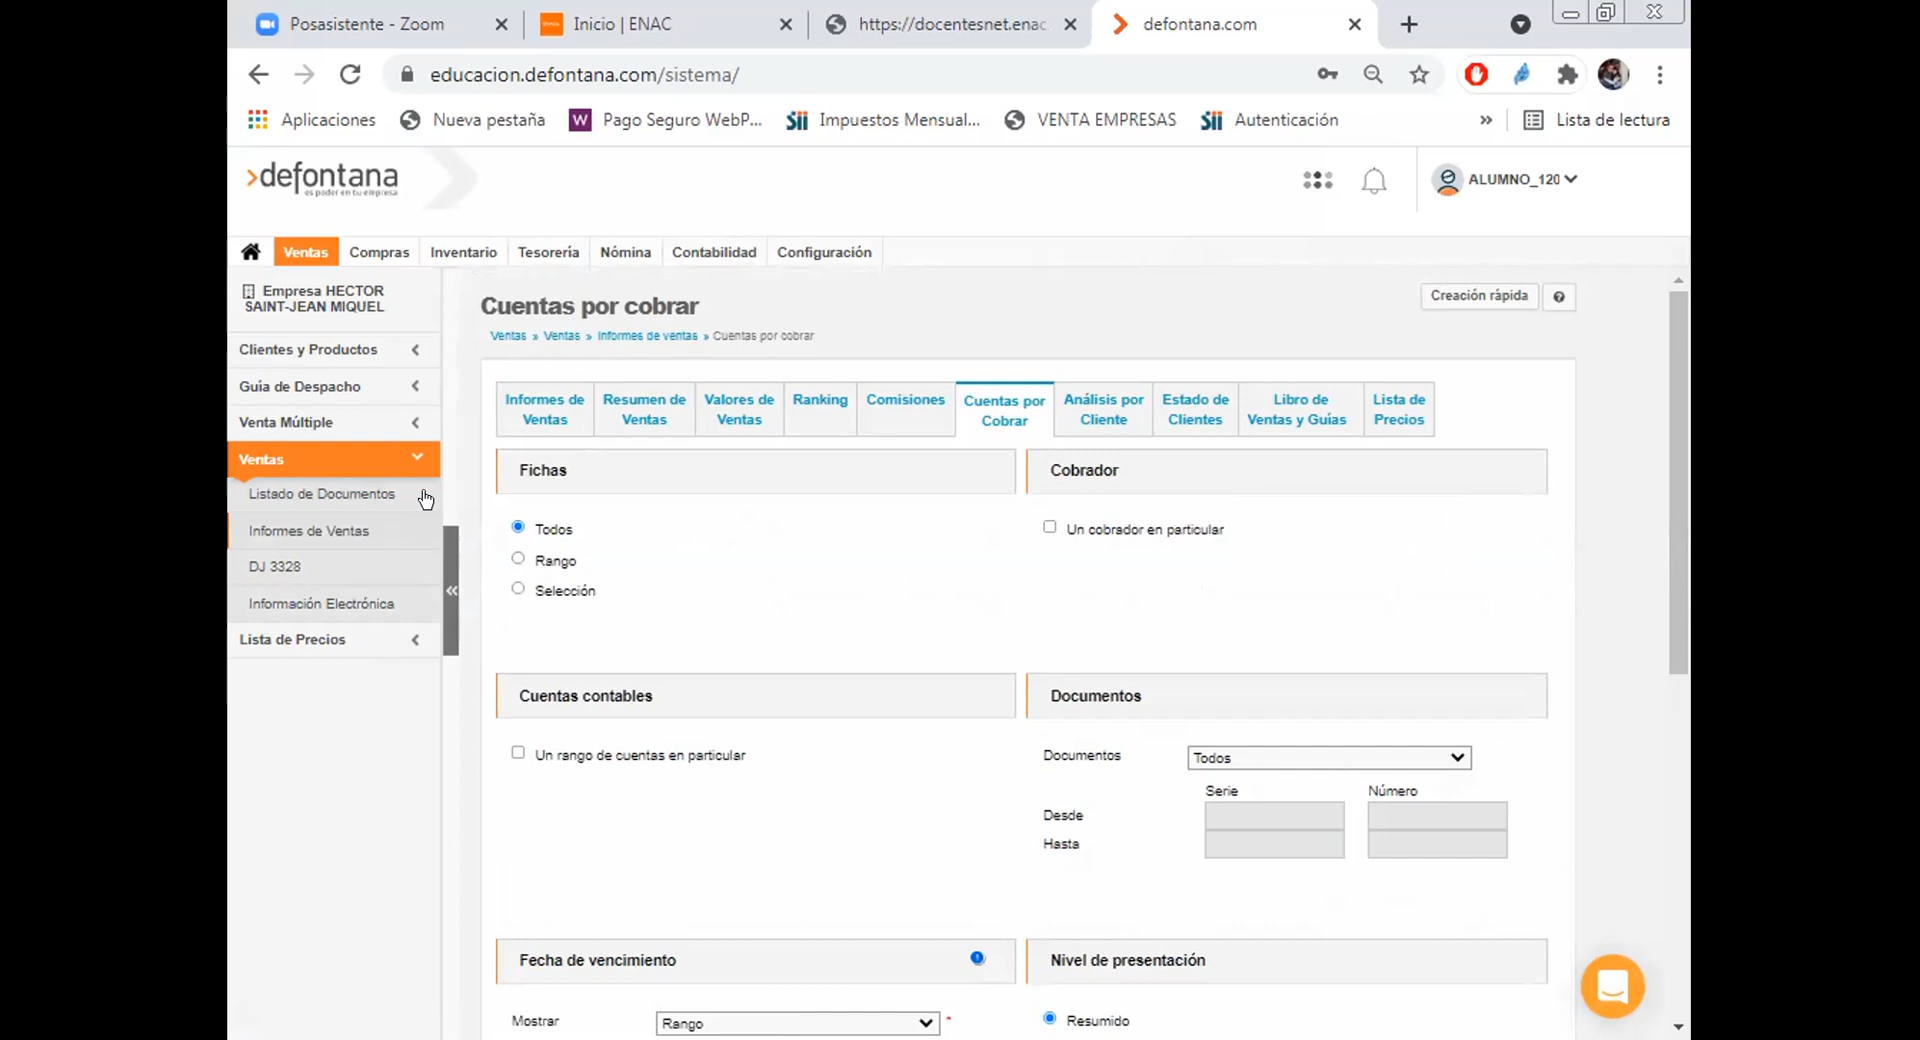 Posasistente - Zoom
Inicio | ENAC
https://docentesnet.enac.
defontana.com
educacion.defontana.com/sistema/
Aplicaciones
Nueva pestaña
W
Pago Seguro WebP...
Sii
Impuestos Mensual...
VENTA EMPRESAS
Sii
Autenticación
»
Lista de lectura
>defontana
es poder en tu empresa
ALUMNO_120
Ventas
Compras
Inventario
Tesorería
Nómina
Contabilidad
Configuración
Empresa HECTOR
SAINT-JEAN MIQUEL
Clientes y Productos
Guía de Despacho
Venta Múltiple
Ventas
Listado de Documentos
Informes de Ventas
DJ 3328
Información Electrónica
Lista de Precios
«
Cuentas por cobrar
Creación rápida
?
Ventas » Ventas » Informes de ventas » Cuentas por cobrar
Informes de
Ventas
Resumen de
Ventas
Valores de
Ventas
Ranking
Comisiones
Cuentas por
Cobrar
Análisis por
Cliente
Estado de
Clientes
Libro de
Ventas y Guías
Lista de
Precios
Fichas
Todos
Rango
Selección
Cobrador
Un cobrador en particular
Cuentas contables
Un rango de cuentas en particular
Documentos
Documentos
Todos
Serie
Número
Desde
Hasta
Fecha de vencimiento
Mostrar
Rango
*
Nivel de presentación
Resumido